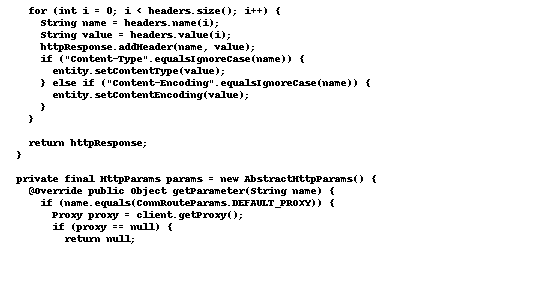 for (int i = 0; i < headers.size(); i++) {
String name = headers.name(i);
String value = headers.value(i);
httpResponse.addHeader(name, value);
if ("Content-Type".equalsIgnoreCase(name)) {
entity.setContentType(value);
} else if ("Content-Encoding".equalsIgnoreCase(name)) {
entity.setContentEncoding(value);
}
}
return httpResponse;
}
private final HttpParams params = new AbstractHttpParams() {
@Override public Object getParameter(String name) {
if (name.equals(ConnRouteParams.DEFAULT_PROXY)) {
Proxy proxy = client.getProxy();
if (proxy == null) {
return null;